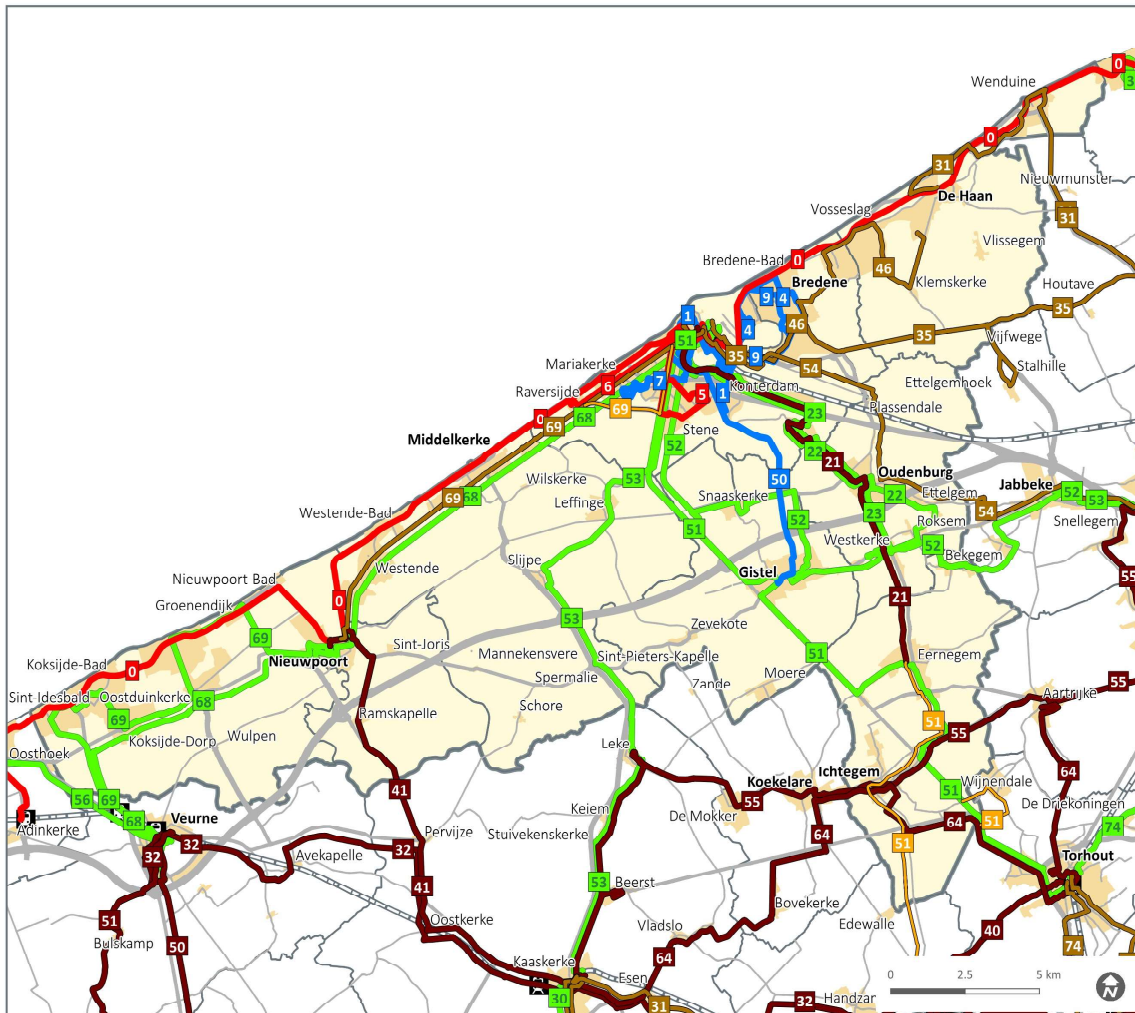 0
3
Wenduine
0
31
De Haan
Nieuwmunster
31
Vosseslag
Vlissegem
Bredene-Bad
0
46
Klemskerke
Houtave
9
4
Bredene
1
4
46
35
35
Vijfwege
51
35
9
54
Stalhille
Mariakerke
Ettelgemhoek
7
Konterdam
Raversijde
6
5
1
Plassendale
0
69
68
69
23
Stene
Middelkerke
52
22
21
Oudenburg
Wilskerke
53
50
Jabbeke
69
68
Leffinge
Snaaskerke
22
Ettelgem
52
53
Westende-Bad
51
52
23
54
Roksem
Snellegem
Westkerke
52
Bekegem
Slijpe
Westende
Gistel
55
Nieuwpoort Bad
0
21
Groenendijk
53
Zevekote
69
Sint-Joris
Mannekensvere
Sint-Pieters-Kapelle
51
Eernegem
Nieuwpoort
Koksijde-Bad
0
Moere
Spermalie
Zande
55
Aartrijke
Sint-Idesbald
Oostduinkerke
68
69
Schore
Ramskapelle
51
55
Koksijde-Dorp
Wulpen
Leke
Oosthoek
Koekelare
Ichtegem
64
41
Wijnendale
56
69
55
51
De Driekoningen
Keiem
68
Veurne
De Mokker
51
74
Adinkerke
Pervijze
Stuivekenskerke
64
64
32
32
32
51
Avekapelle
Torhout
53
Beerst
41
Bovekerke
51
Oostkerke
Edewalle
Vladslo
40
Bulskamp
50
74
Kaaskerke
64
Esen
0
2.5
5 km
N
30
31
32
Handzar